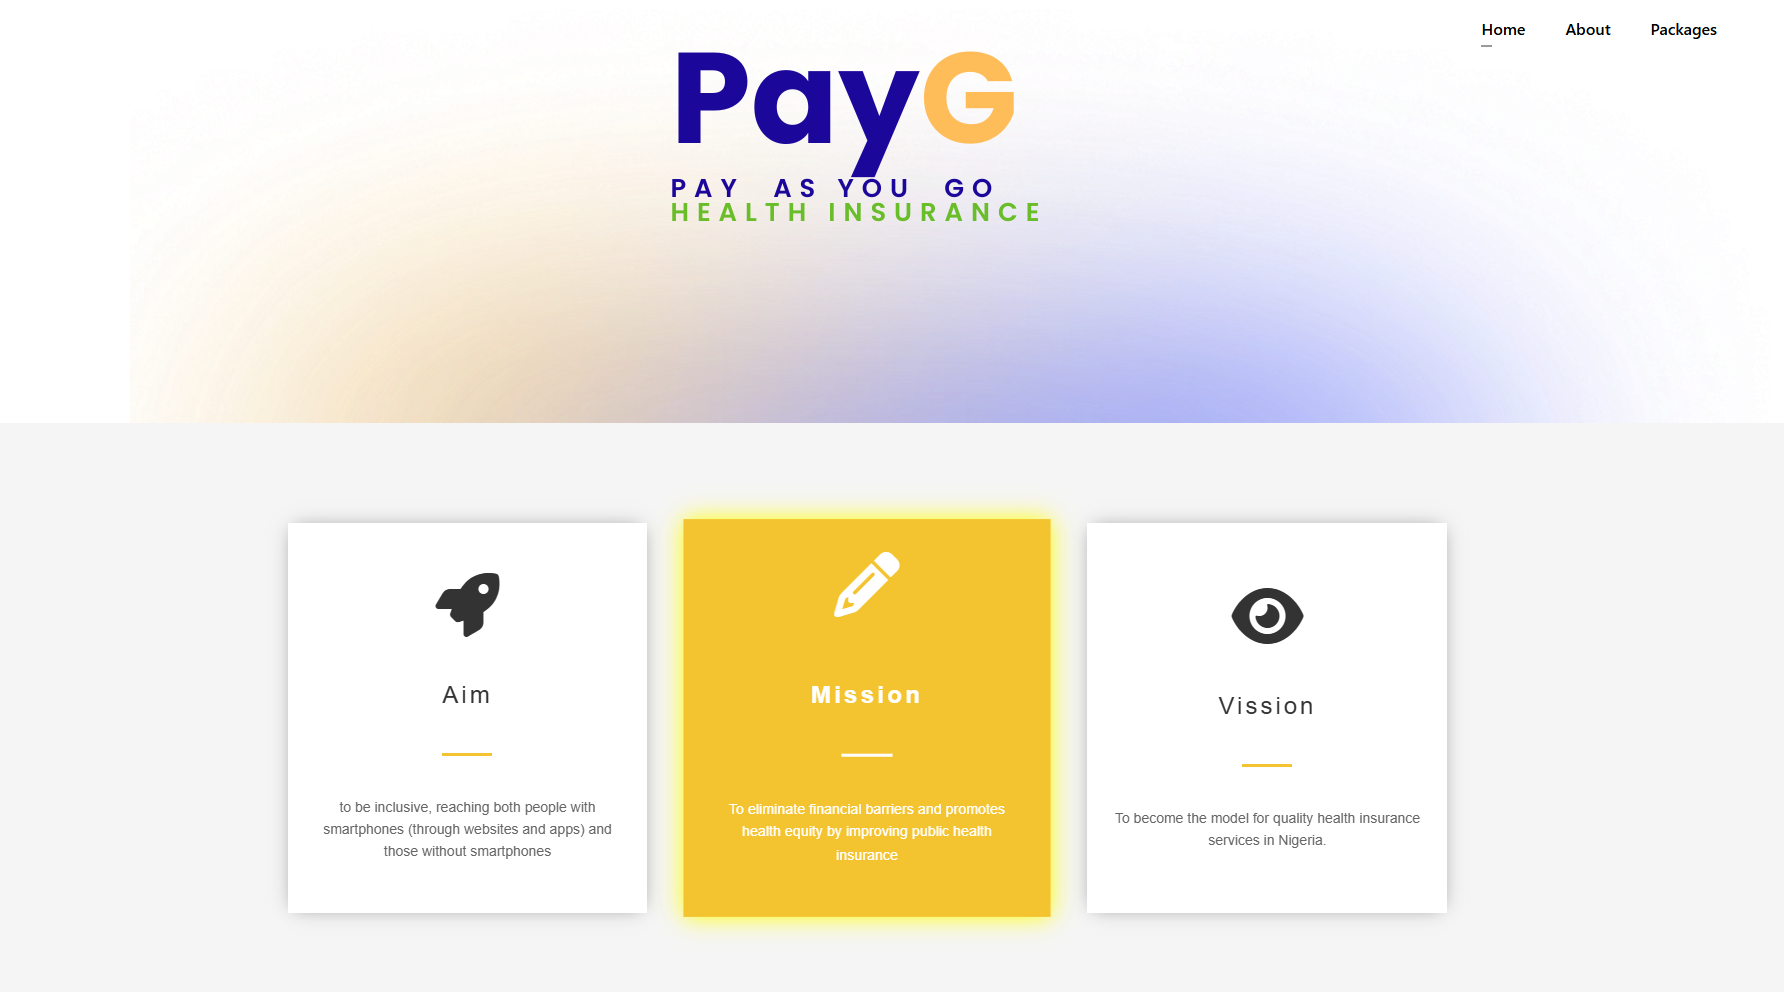 Home About Packages
PayG
PAY AS YOU GO
HEALTH INSURANCE
Aim
to be inclusive, reaching both people with
smartphones (through websites and apps) and
those without smartphones
Mission
To eliminate financial barriers and promotes
health equity by improving public health
insurance
Vission
To become the model for quality health insurance
services in Nigeria.